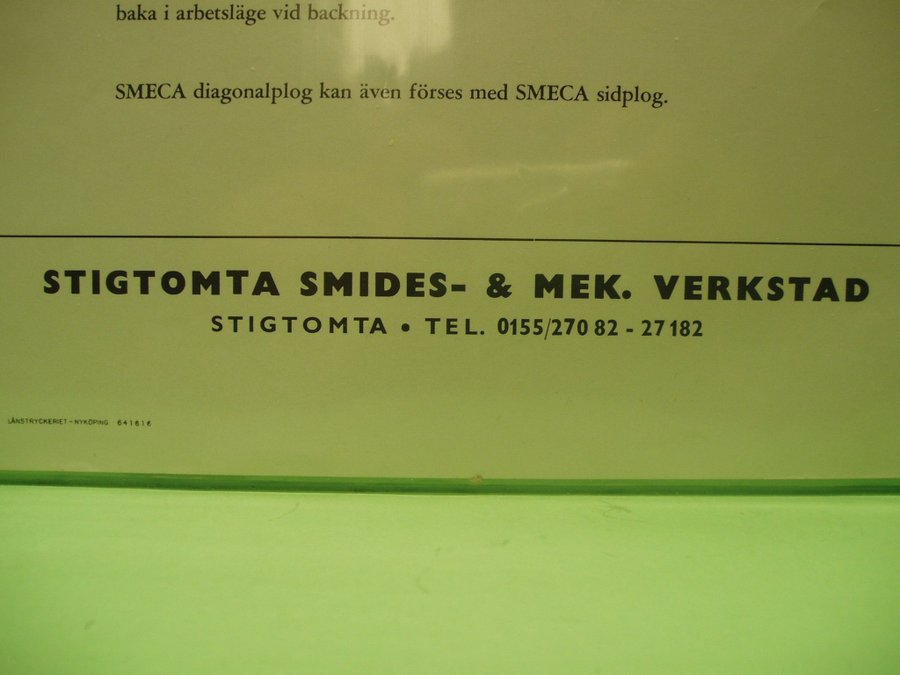 baka i arbetsläge vid backning.
SMECA diagonalplog kan även förses med SMECA sidplog.
STIGTOMTA SMIDES- & MEK. VERKSTAD
STIGTOMTA • TEL. 0155/270 82 - 27 182
LÄNSTRYCKERIET - NYKÖPING 641616